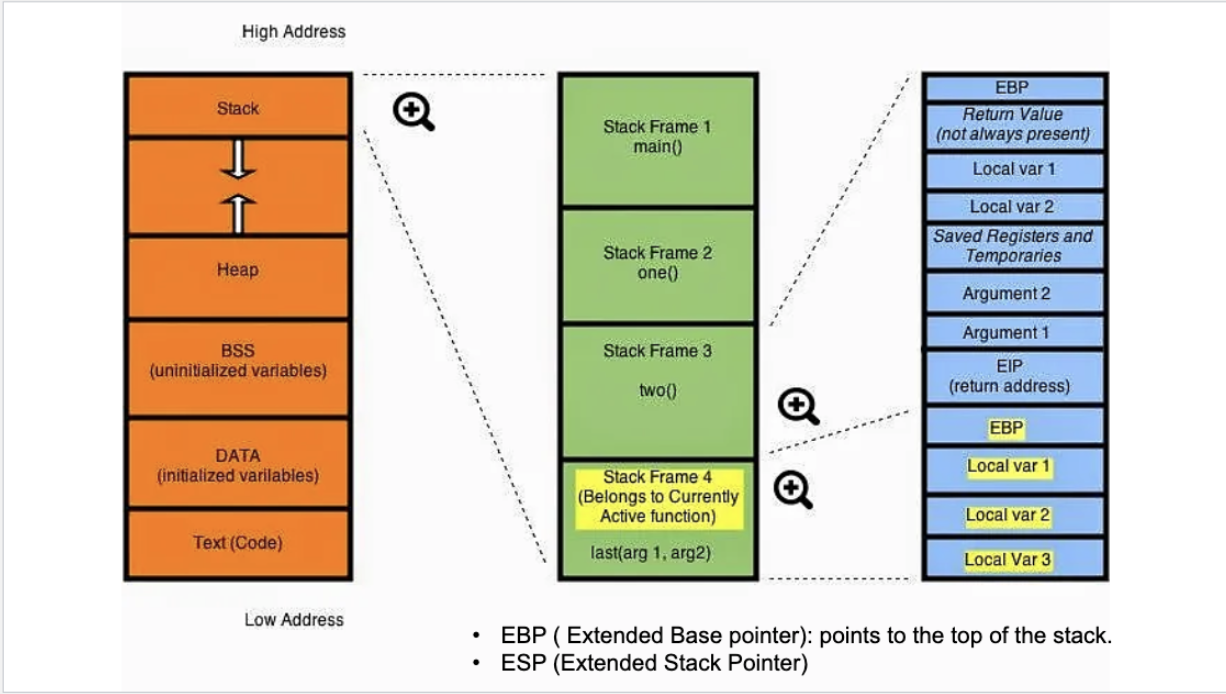 High Address
Stack
Heap
BSS
(uninitialized variables)
DATA
(initialized varilables)
Text (Code)
Low Address
Stack Frame 1
main()
Stack Frame 2
one()
Stack Frame 3
two()
Stack Frame 4
(Belongs to Currently
Active function)
last(arg 1, arg2)
EBP
Return Value
(not always present)
Local var 1
Local var 2
Saved Registers and
Temporaries
Argument 2
Argument 1
EIP
(return address)
EBP
Local var 1
Local var 2
Local Var 3
• EBP ( Extended Base pointer): points to the top of the stack.
• ESP (Extended Stack Pointer)